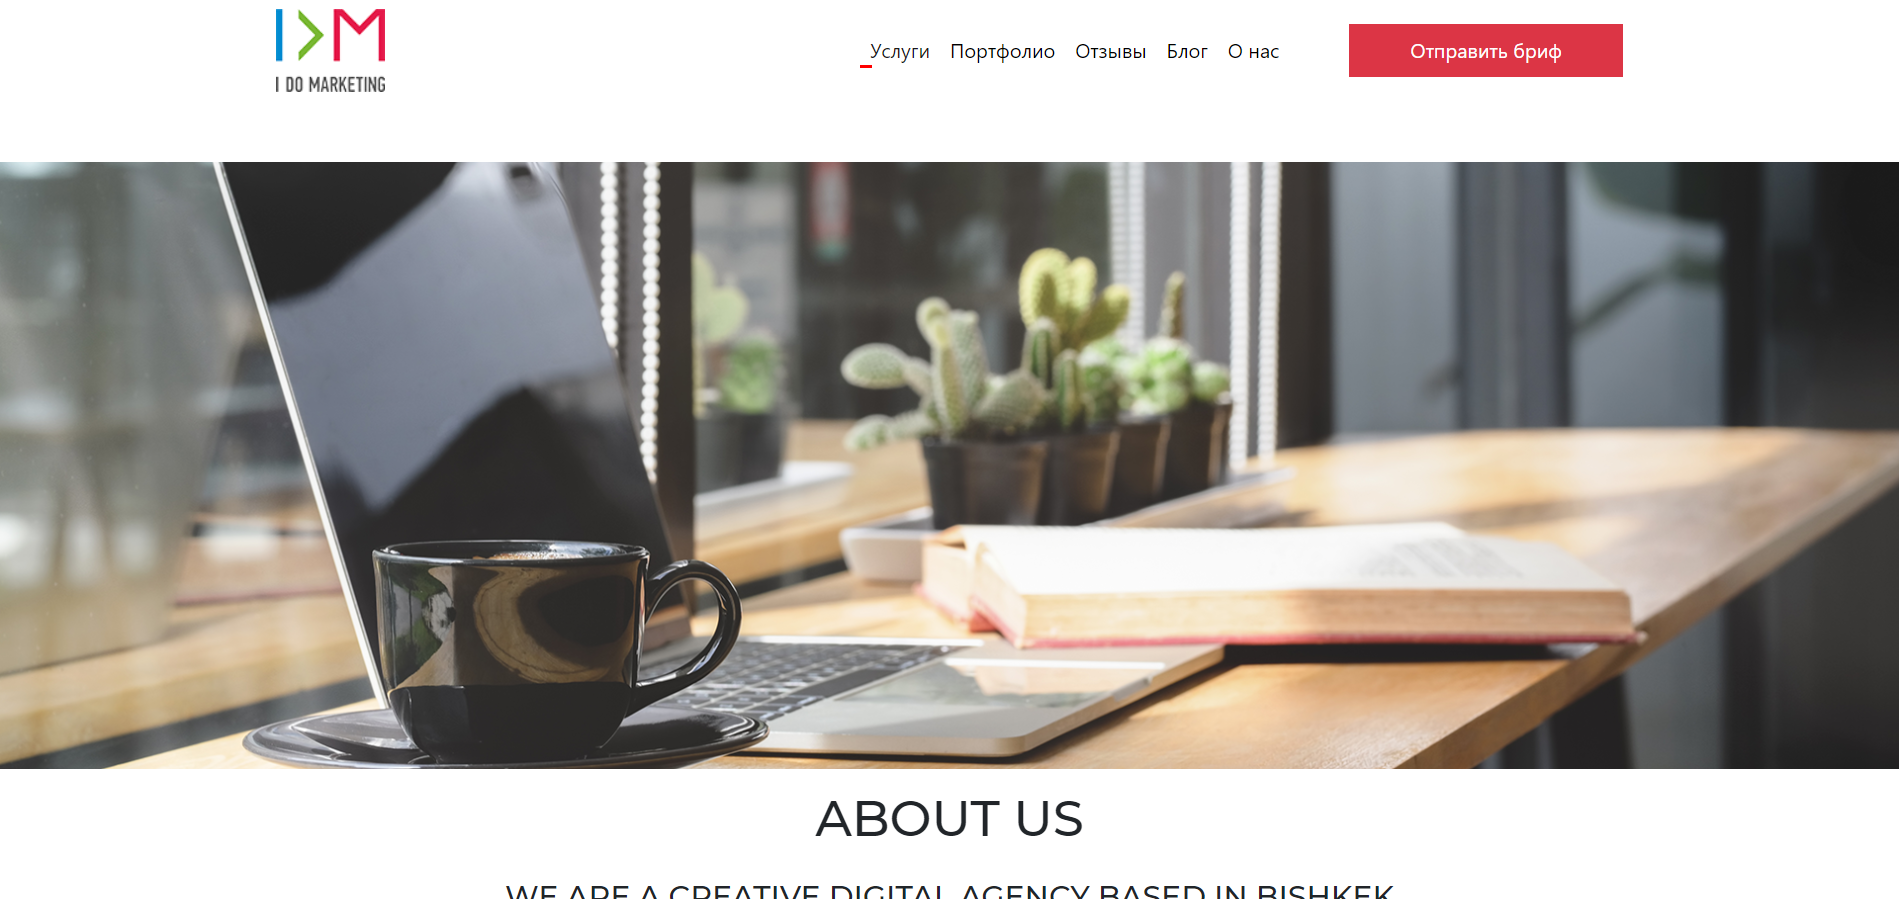 I DO MARKETING
Услуги Портфолио Отзывы Блог О нас
Отправить бриф
ABOUT US
WE ARE A CREATIVE DIGITAL AGENCY BASED IN BISHKEK